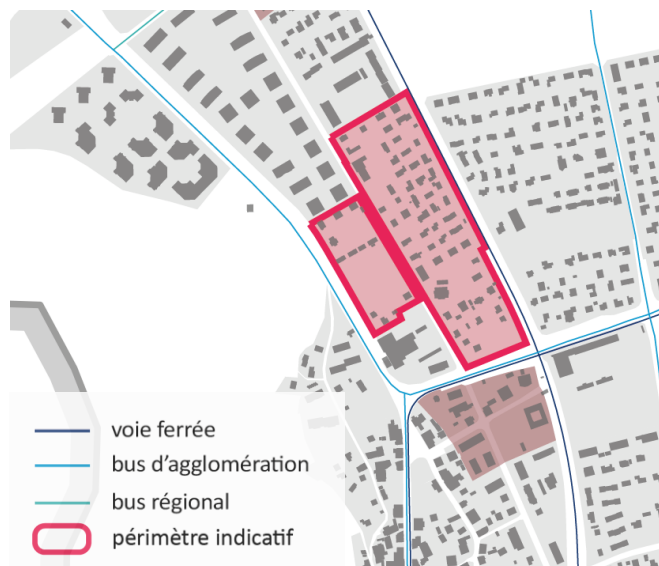 voie ferrée
bus d'agglomération
bus régional
périmètre indicatif